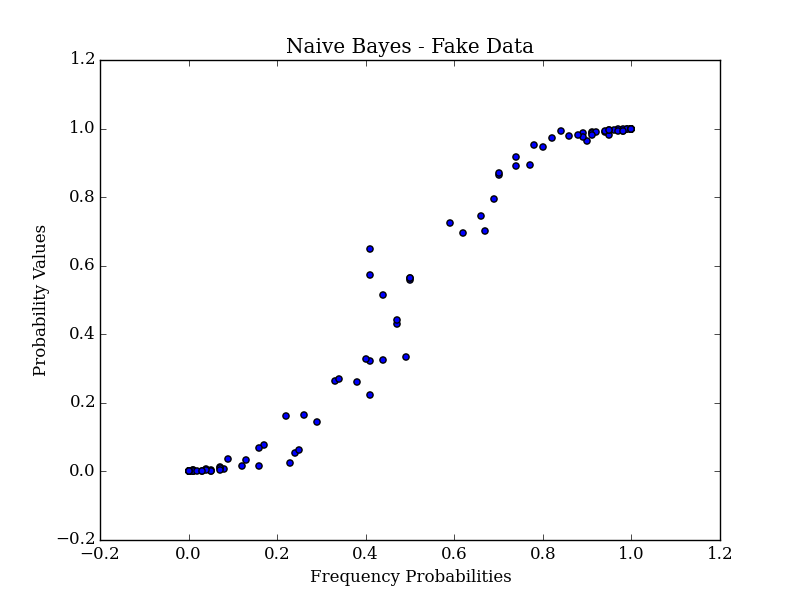 Naive Bayes - Fake Data
1.2
1.0
0.8
0.6
0.4
0.2
0.0
−0.2
Probability Values
−0.2 0.0 0.2 0.4 0.6 0.8 1.0 1.2
Frequency Probabilities